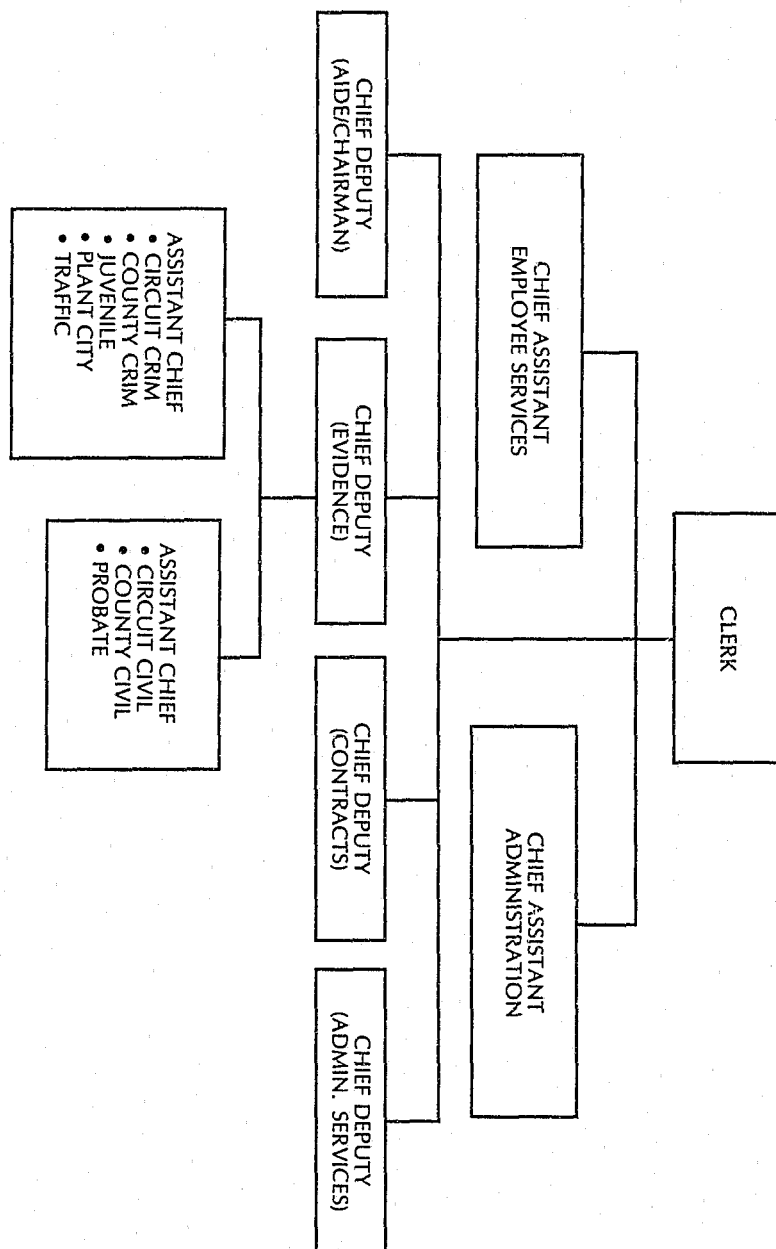 CLERK
CHIEF ASSISTANT
EMPLOYEE SERVICES
CHIEF ASSISTANT
ADMINISTRATION
CHIEF DEPUTY
(AIDE/CHAIRMAN)
CHIEF DEPUTY
(EVIDENCE)
CHIEF DEPUTY
(CONTRACTS)
CHIEF DEPUTY
(ADMIN. SERVICES)
ASSISTANT CHIEF
• CIRCUIT CRIM
• COUNTY CRIM
• JUVENILE
• PLANT CITY
• TRAFFIC
ASSISTANT CHIEF
• CIRCUIT CIVIL
• COUNTY CIVIL
• PROBATE